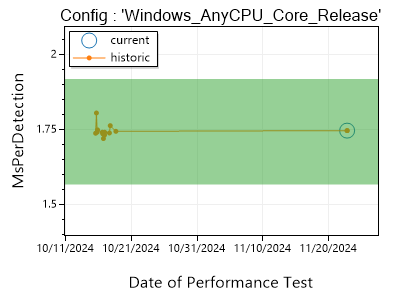 Config : 'Windows_AnyCPU_Core_Release'
current
historic
MsPerDetection
2
1.75
1.5
10/11/2024 10/21/2024 10/31/2024 11/10/2024 11/20/2024
Date of Performance Test